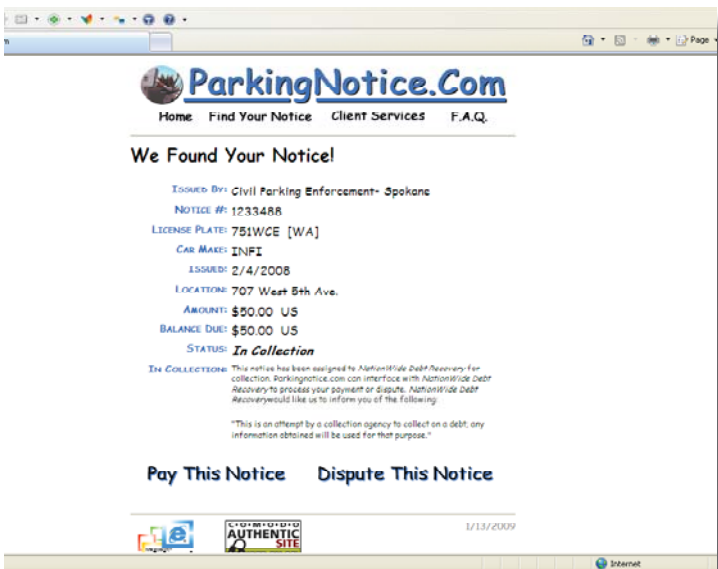 m
Page
ParkingNotice.Com
Home Find Your Notice Client Services F.A.Q.
We Found Your Notice!
Issued By: Civil Parking Enforcement- Spokane
Notice #: 1233488
License Plate: 751WCE [WA]
Car Make: INFI
Issued: 2/4/2008
Location: 707 West 5th Ave.
Amount: $50.00 US
Balance Due: $50.00 US
Status: In Collection
In Collection: This notice has been assigned to NationWide Debt Recovery for
collection. Parkingnotice.com can interface with NationWide Debt
Recovery to process your payment or dispute. NationWide Debt
Recoverywould like us to inform you of the following:
"This is an attempt by a collection agency to collect on a debt; any
information obtained will be used for that purpose."
Pay This Notice Dispute This Notice
C·O·M·O·D·O
AUTHENTIC
SITE
1/13/2009
Internet